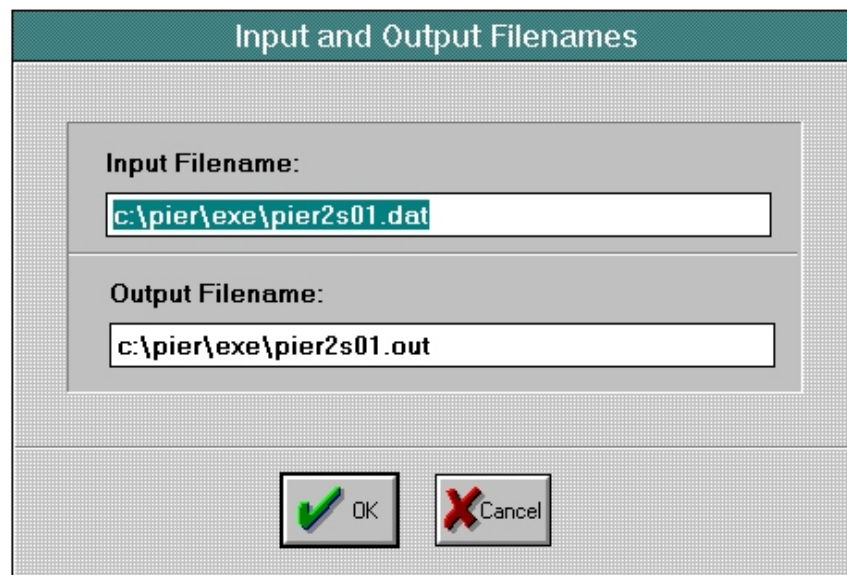 Input and Output Filenames
Input Filename:
c:\pier\exe\pier2s01.dat
Output Filename:
c:\pier\exe\pier2s01.out
OK
Cancel